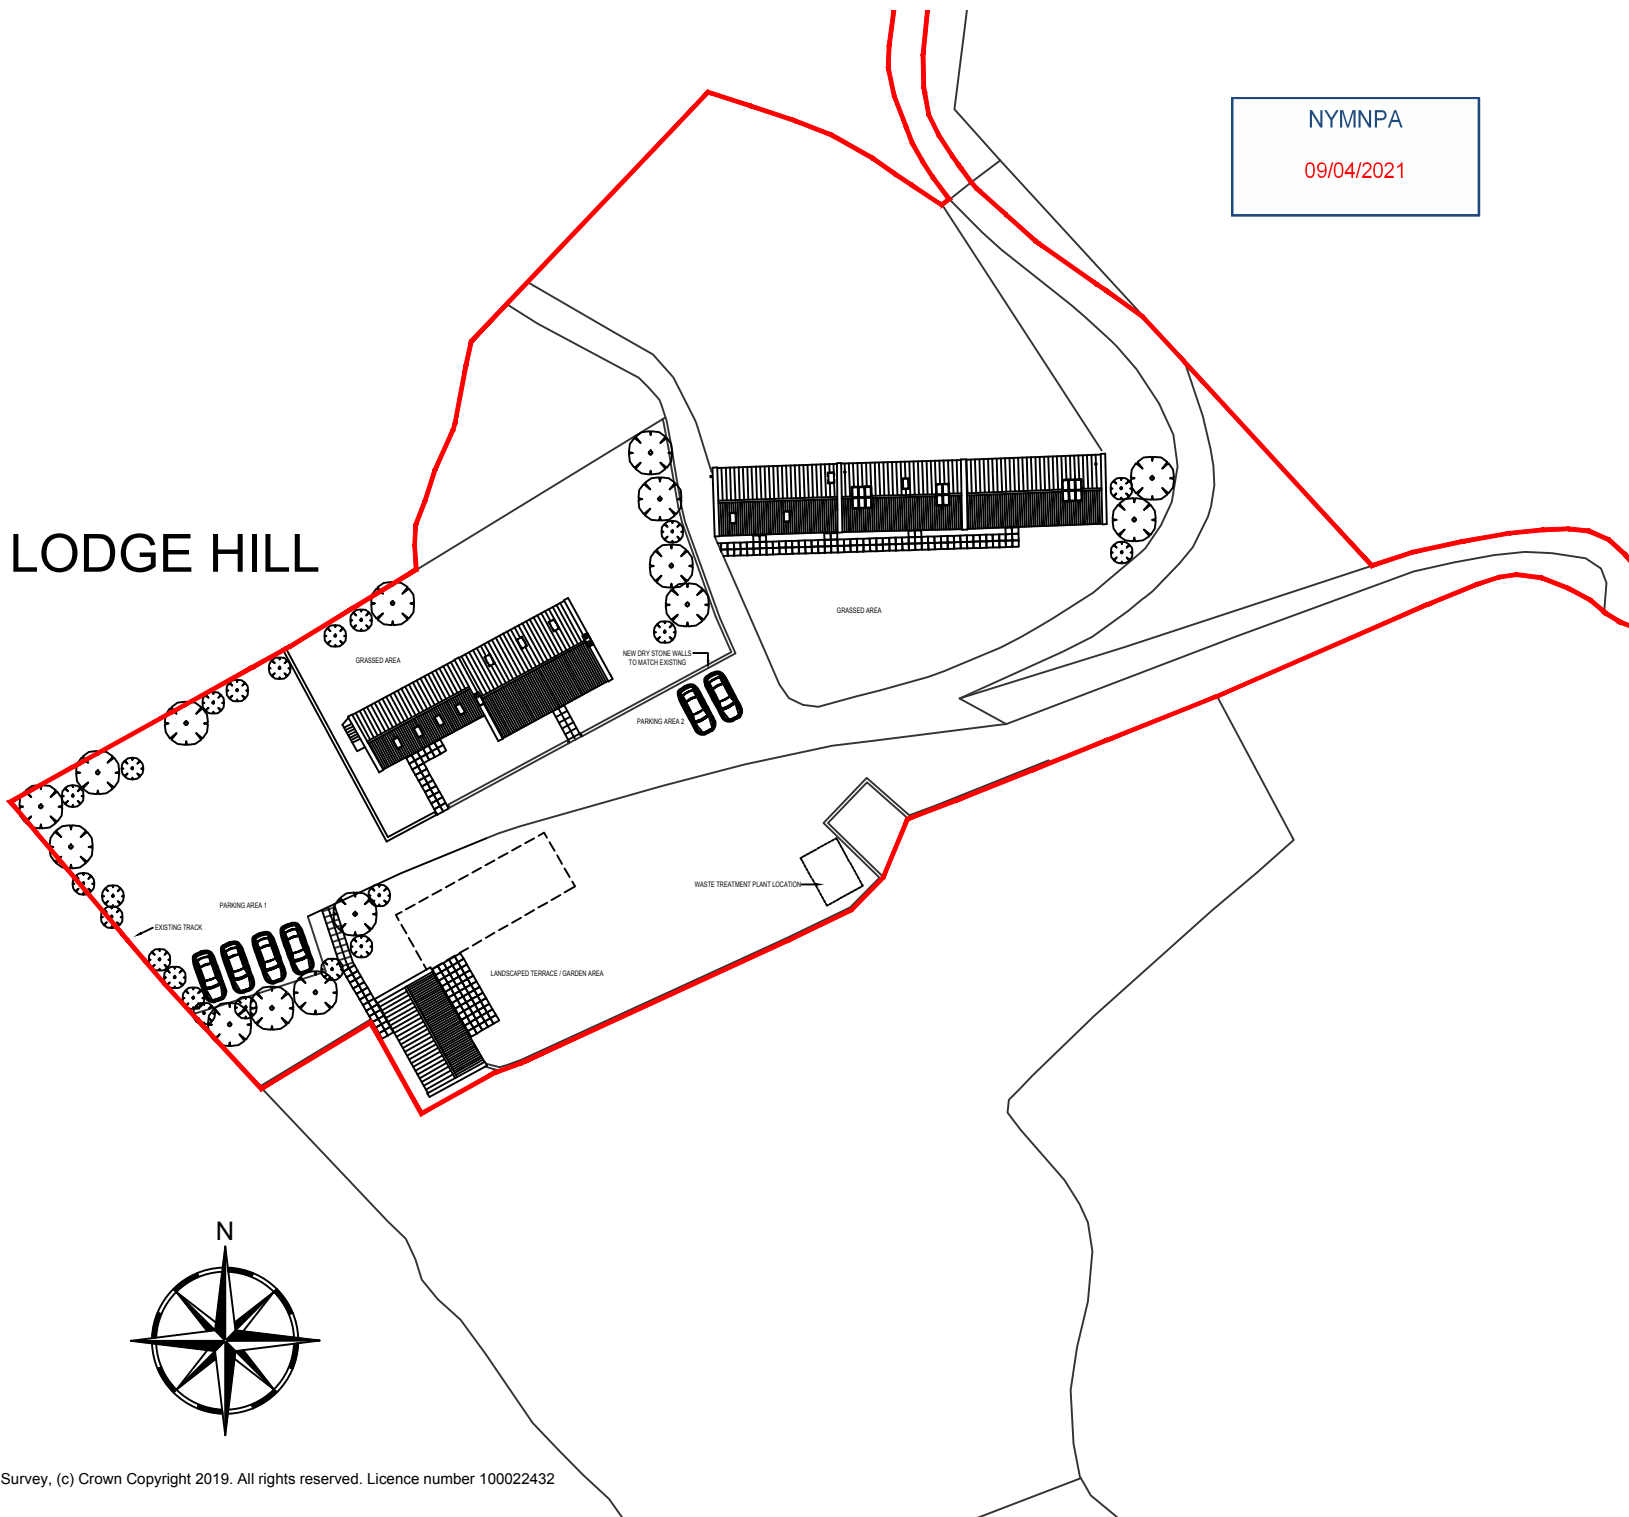 NYMNPA
09/04/2021
LODGE HILL
GRASSED AREA
GRASSED AREA
NEW DRY STONE WALLS
TO MATCH EXISTING
PARKING AREA 2
WASTE TREATMENT PLANT LOCATION
PARKING AREA 1
EXISTING TRACK
LANDSCAPED TERRACE / GARDEN AREA
N
Survey, (c) Crown Copyright 2019. All rights reserved. Licence number 100022432